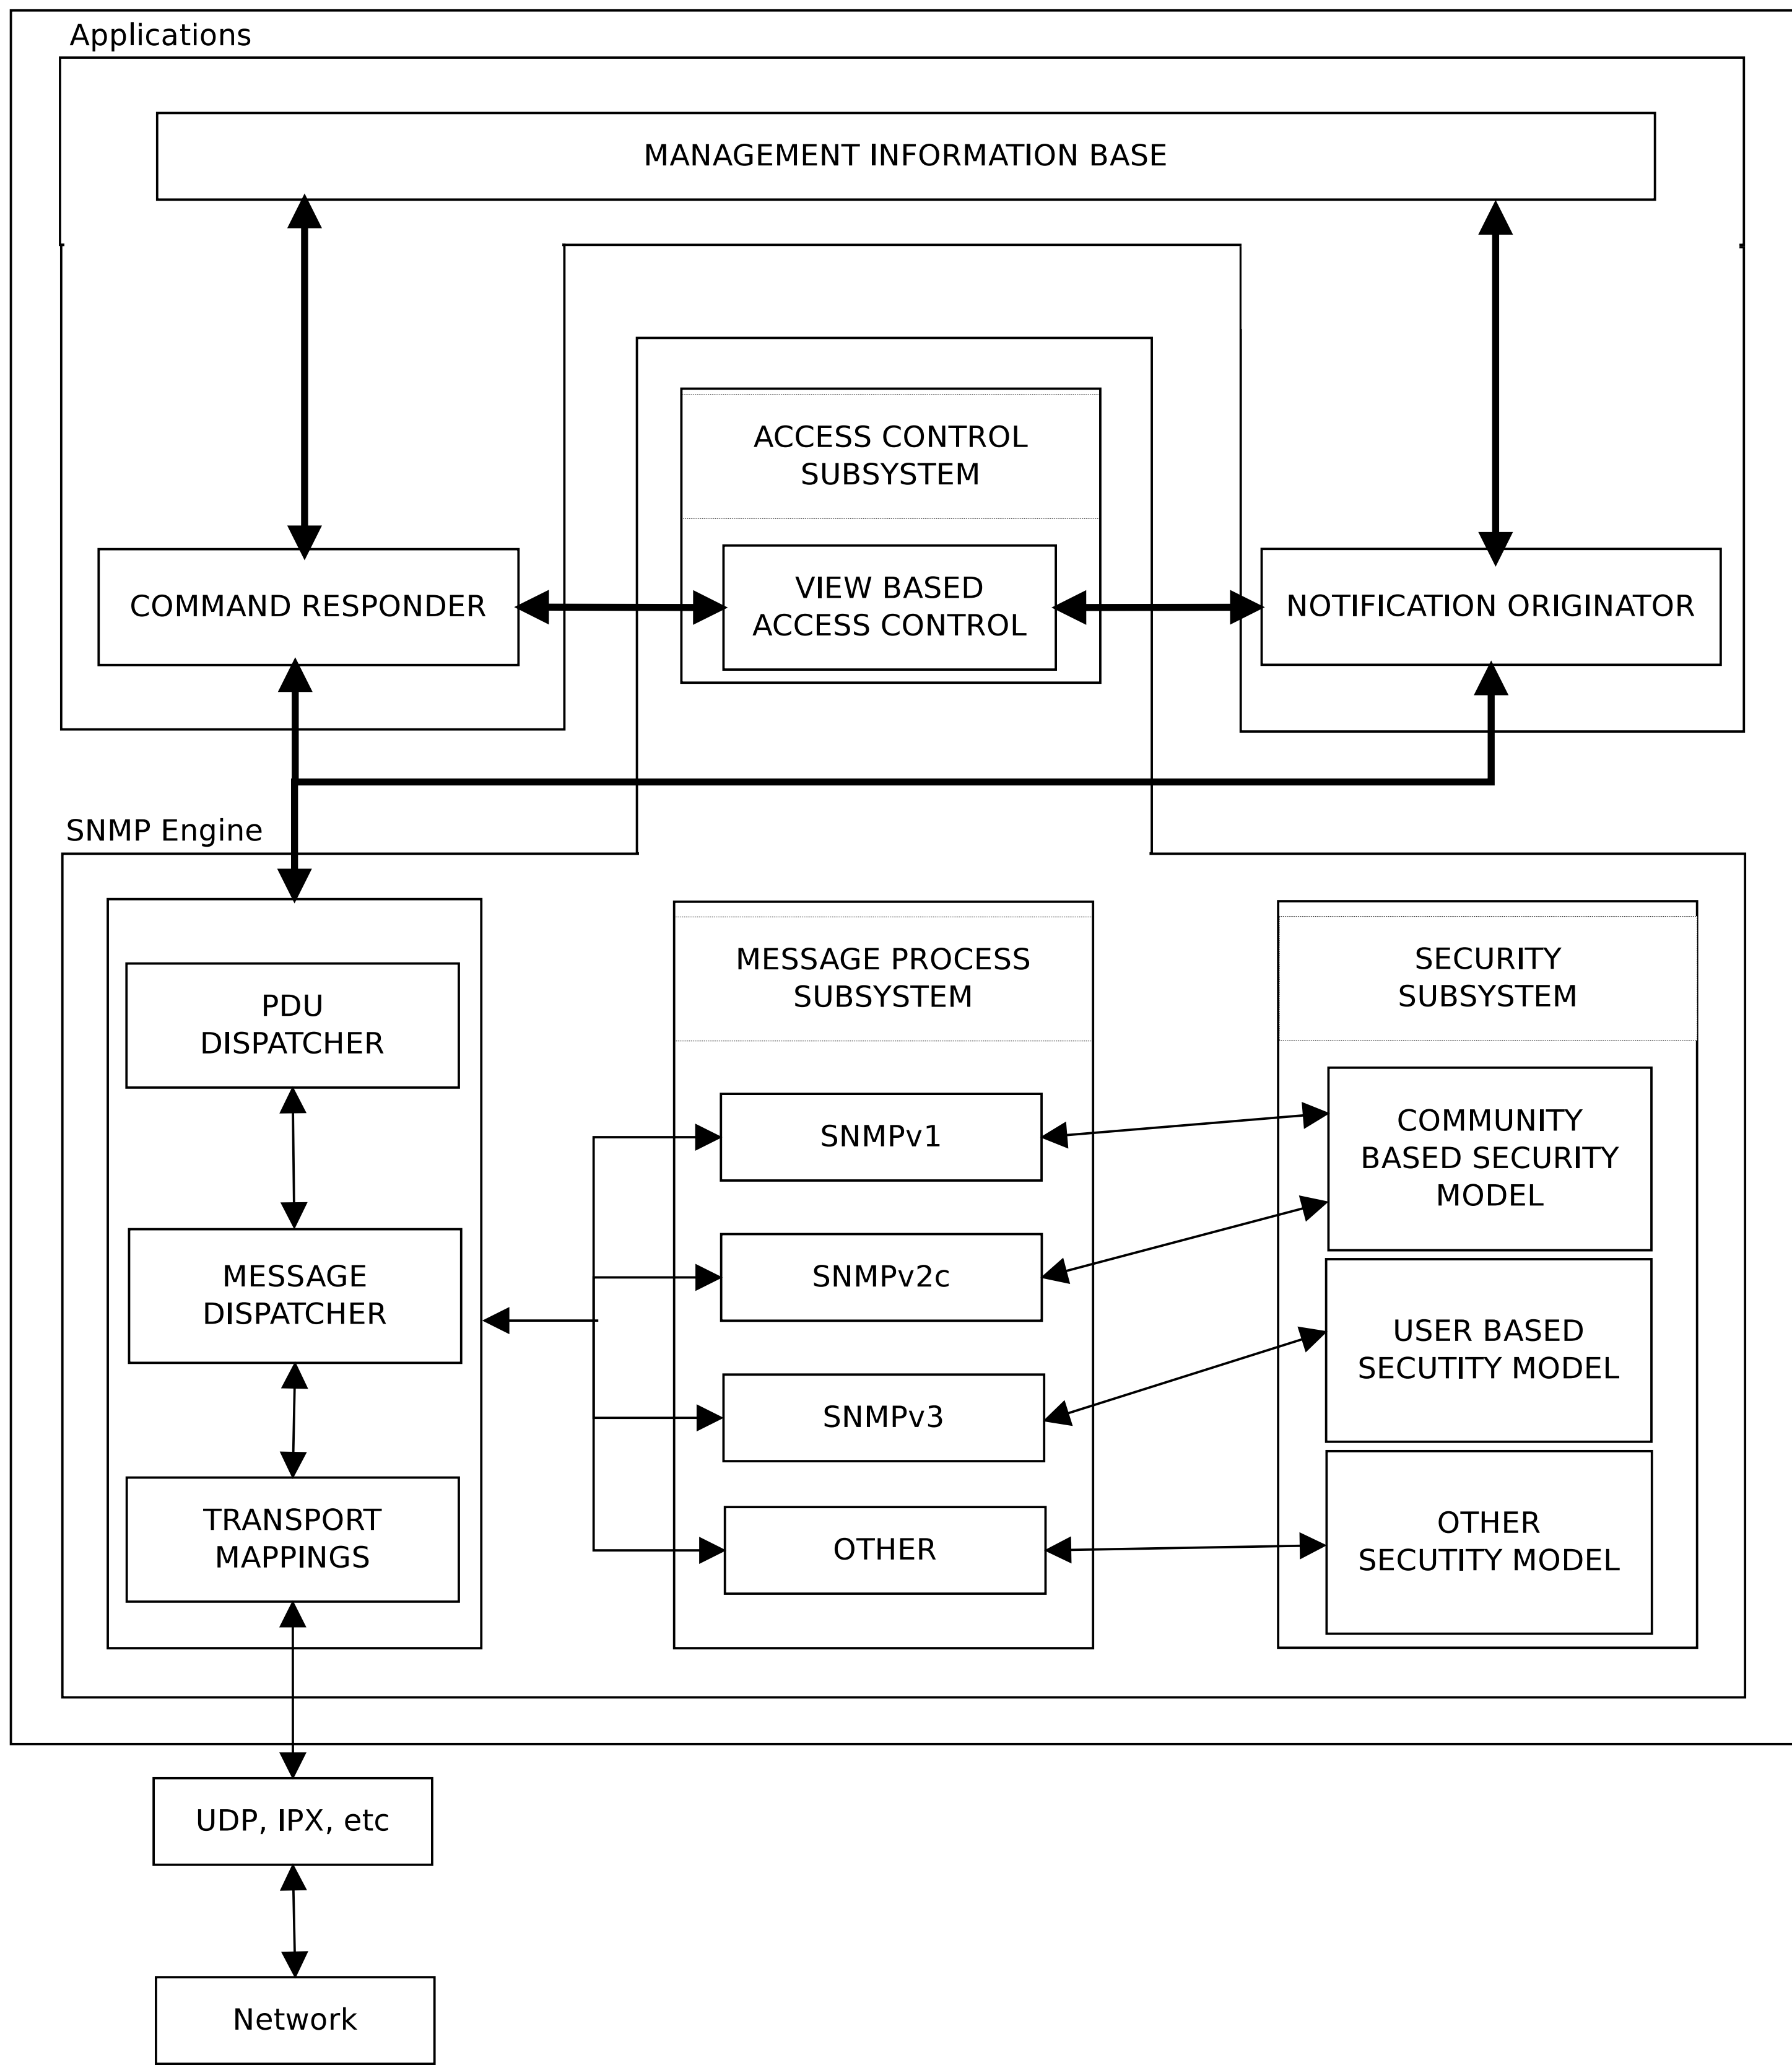 Applications
MANAGEMENT INFORMATION BASE
ACCESS CONTROL
SUBSYSTEM
COMMAND RESPONDER
VIEW BASED
ACCESS CONTROL
NOTIFICATION ORIGINATOR
SNMP Engine
PDU
DISPATCHER
MESSAGE
DISPATCHER
TRANSPORT
MAPPINGS
MESSAGE PROCESS
SUBSYSTEM
SNMPv1
SNMPv2c
SNMPv3
OTHER
SECURITY
SUBSYSTEM
COMMUNITY
BASED SECURITY
MODEL
USER BASED
SECUTITY MODEL
OTHER
SECUTITY MODEL
UDP, IPX, etc
Network